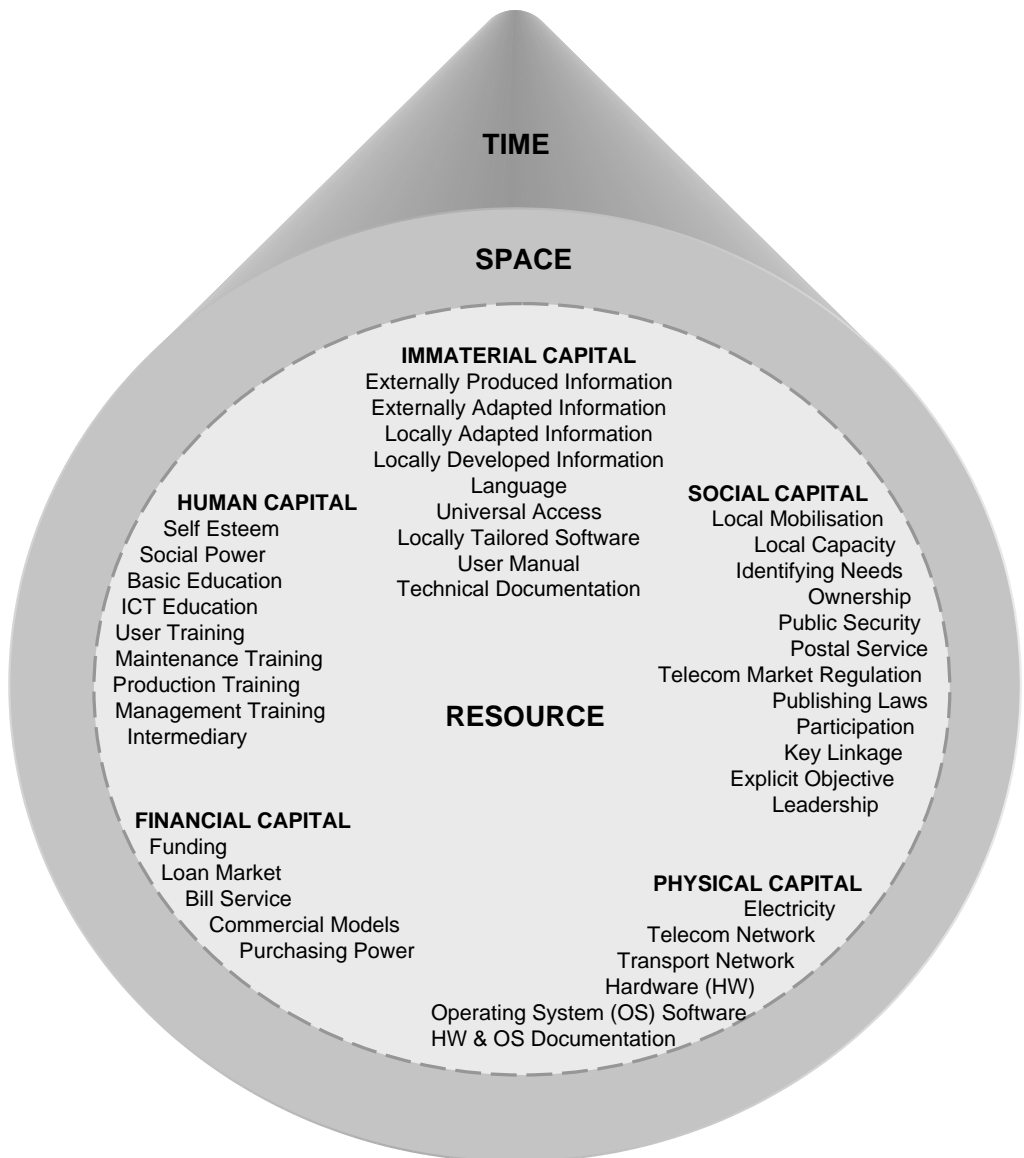 TIME
SPACE
IMMATERIAL CAPITAL
Externally Produced Information
Externally Adapted Information
Locally Adapted Information
Locally Developed Information
Language
Universal Access
Locally Tailored Software
User Manual
Technical Documentation
HUMAN CAPITAL
Self Esteem
Social Power
Basic Education
ICT Education
User Training
Maintenance Training
Production Training
Management Training
Intermediary
SOCIAL CAPITAL
Local Mobilisation
Local Capacity
Identifying Needs
Ownership
Public Security
Postal Service
Telecom Market Regulation
Publishing Laws
Participation
Key Linkage
Explicit Objective
Leadership
RESOURCE
FINANCIAL CAPITAL
Funding
Loan Market
Bill Service
Commercial Models
Purchasing Power
PHYSICAL CAPITAL
Electricity
Telecom Network
Transport Network
Hardware (HW)
Operating System (OS) Software
HW & OS Documentation